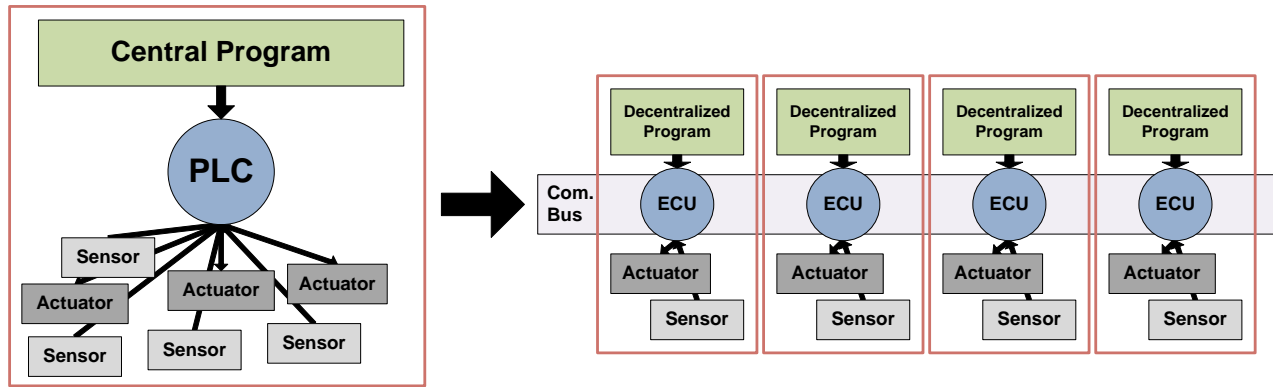 Central Program
PLC
Sensor
Actuator
Actuator
Actuator
Sensor
Sensor
Sensor
Com.
Bus
Decentralized
Program
ECU
Actuator
Sensor
Decentralized
Program
ECU
Actuator
Sensor
Decentralized
Program
ECU
Actuator
Sensor
Decentralized
Program
ECU
Actuator
Sensor